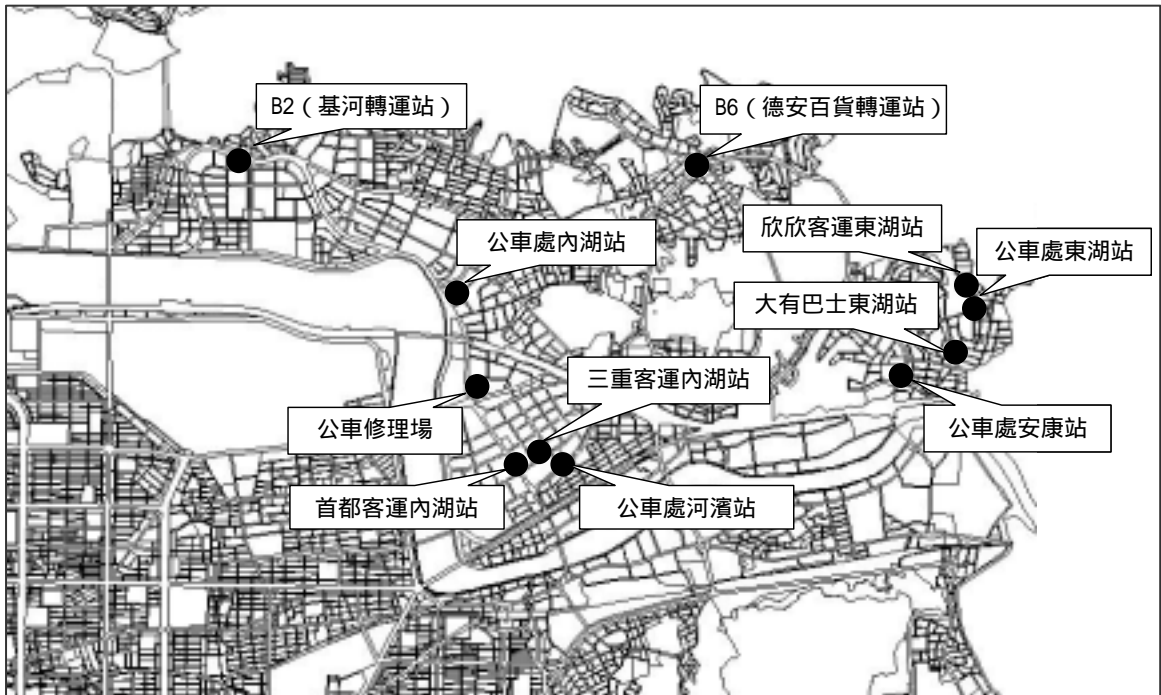 B2（基河轉運站）
B6（德安百貨轉運站）
公車處內湖站
欣欣客運東湖站
公車處東湖站
大有巴士東湖站
三重客運內湖站
公車修理場
公車處安康站
首都客運內湖站
公車處河濱站